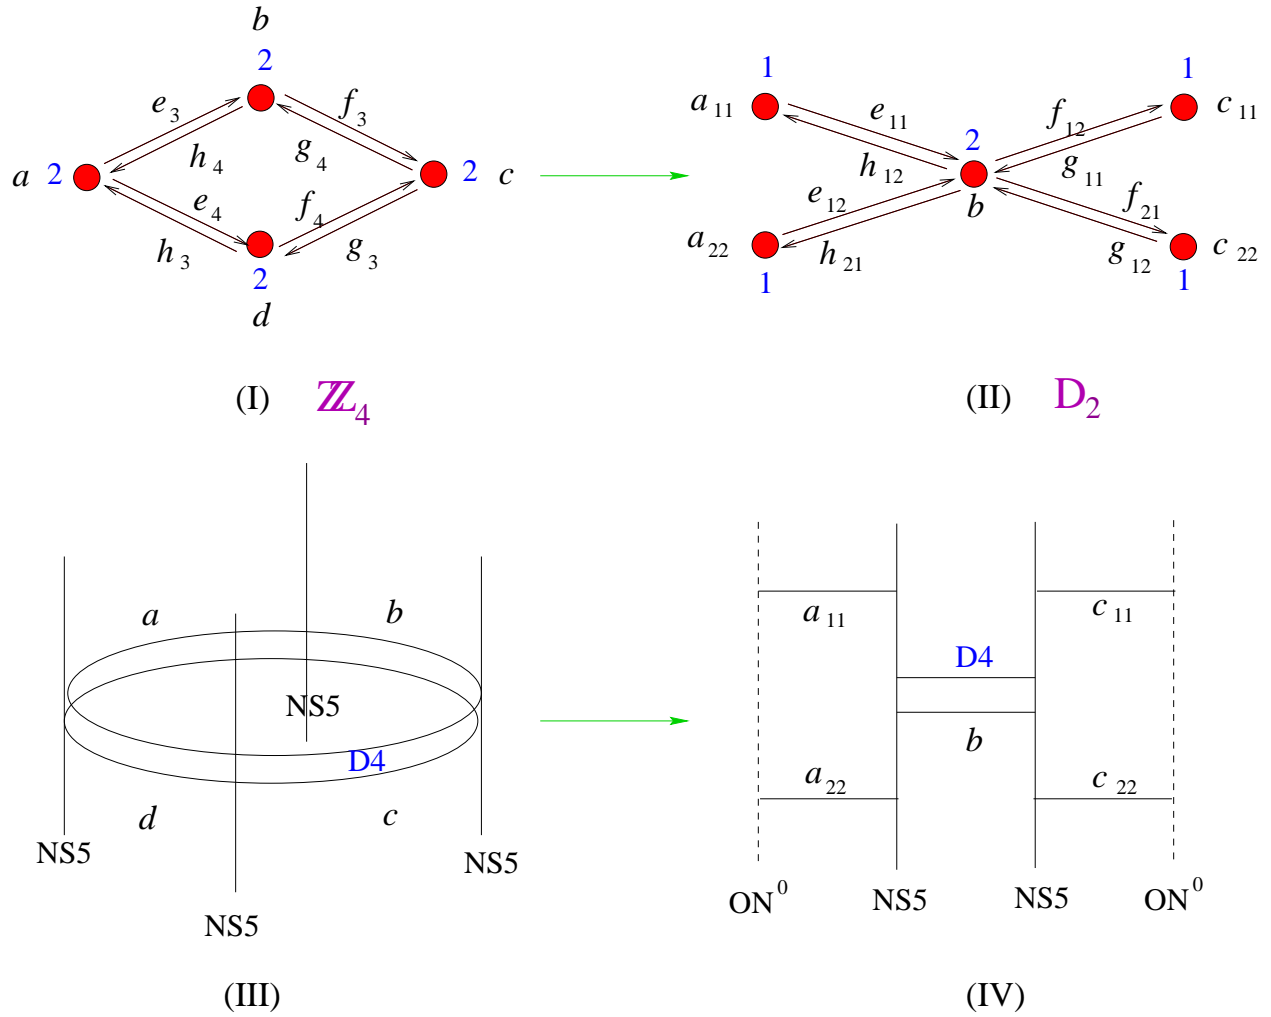 b
2
e 3
f 3
h 4
g 4
a 2
2 c
e 4
f 4
h 3
g 3
2
d
(I) ZZ4
1
a 11
e 11
h 12
2
f 12
g 11
1
c 11
e 12
b
f 21
a 22
h 21
g 12
c 22
1
1
(II) D2
a
b
NS5
D4
d
c
NS5
NS5
NS5
(III)
a 11
c 11
D4
b
a 22
c 22
ON0
NS5
NS5
ON0
(IV)